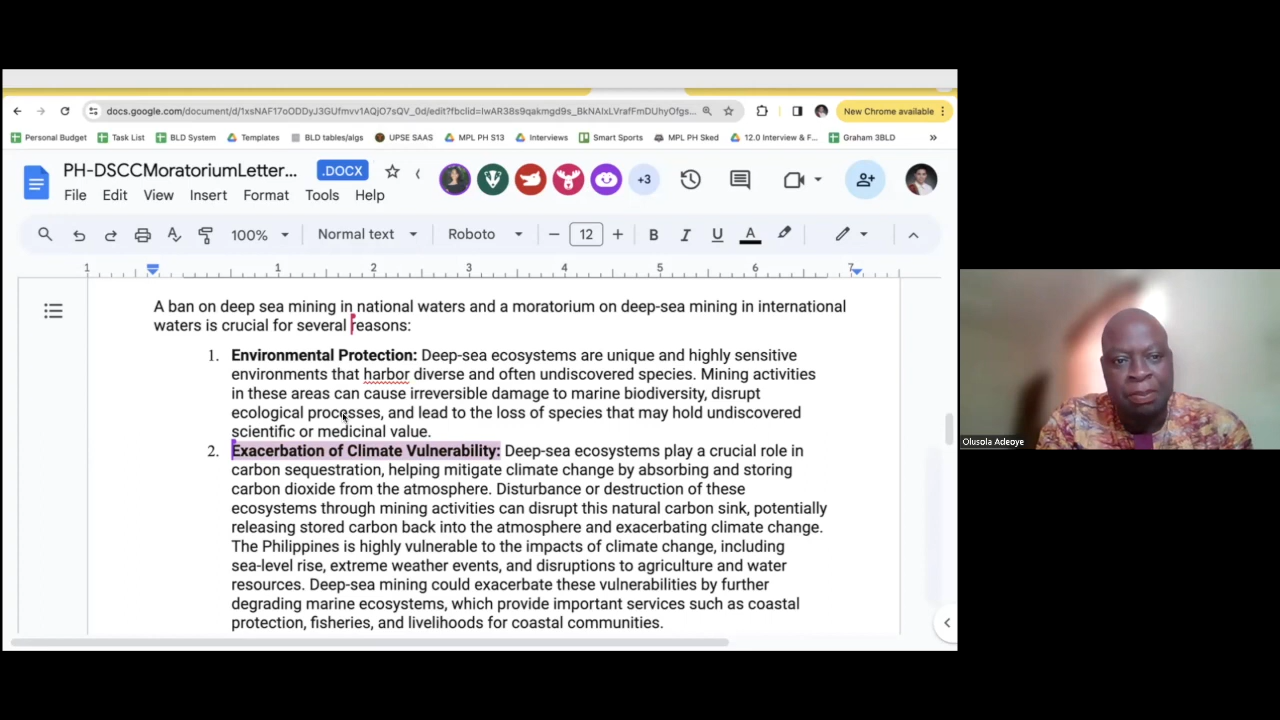 docs.google.com/document/d/1xsNAF17oODDyJ3GUfmvv1AQjO7sQV_0d/edit?fbclid=IwAR38s9qakmgd9s_BkNAIxLVrafFmDUhyOfgs...
New Chrome available
Personal Budget Task List BLD System Templates BLD tables/algs UPSE SAAS MPL PH S13 Interviews Smart Sports MPL PH Sked 12.0 Interview & F... Graham 3BLD »
PH-DSCCMoratoriumLetter... .DOCX
+3
File Edit View Insert Format Tools Help
100% Normal text Roboto − 12 + B I U A
1 1 2 3 4 5 6 7
A ban on deep sea mining in national waters and a moratorium on deep-sea mining in international
waters is crucial for several reasons:
1. Environmental Protection: Deep-sea ecosystems are unique and highly sensitive
environments that harbor diverse and often undiscovered species. Mining activities
in these areas can cause irreversible damage to marine biodiversity, disrupt
ecological processes, and lead to the loss of species that may hold undiscovered
scientific or medicinal value.
2. Exacerbation of Climate Vulnerability: Deep-sea ecosystems play a crucial role in
carbon sequestration, helping mitigate climate change by absorbing and storing
carbon dioxide from the atmosphere. Disturbance or destruction of these
ecosystems through mining activities can disrupt this natural carbon sink, potentially
releasing stored carbon back into the atmosphere and exacerbating climate change.
The Philippines is highly vulnerable to the impacts of climate change, including
sea-level rise, extreme weather events, and disruptions to agriculture and water
resources. Deep-sea mining could exacerbate these vulnerabilities by further
degrading marine ecosystems, which provide important services such as coastal
protection, fisheries, and livelihoods for coastal communities.
Olusola Adeoye